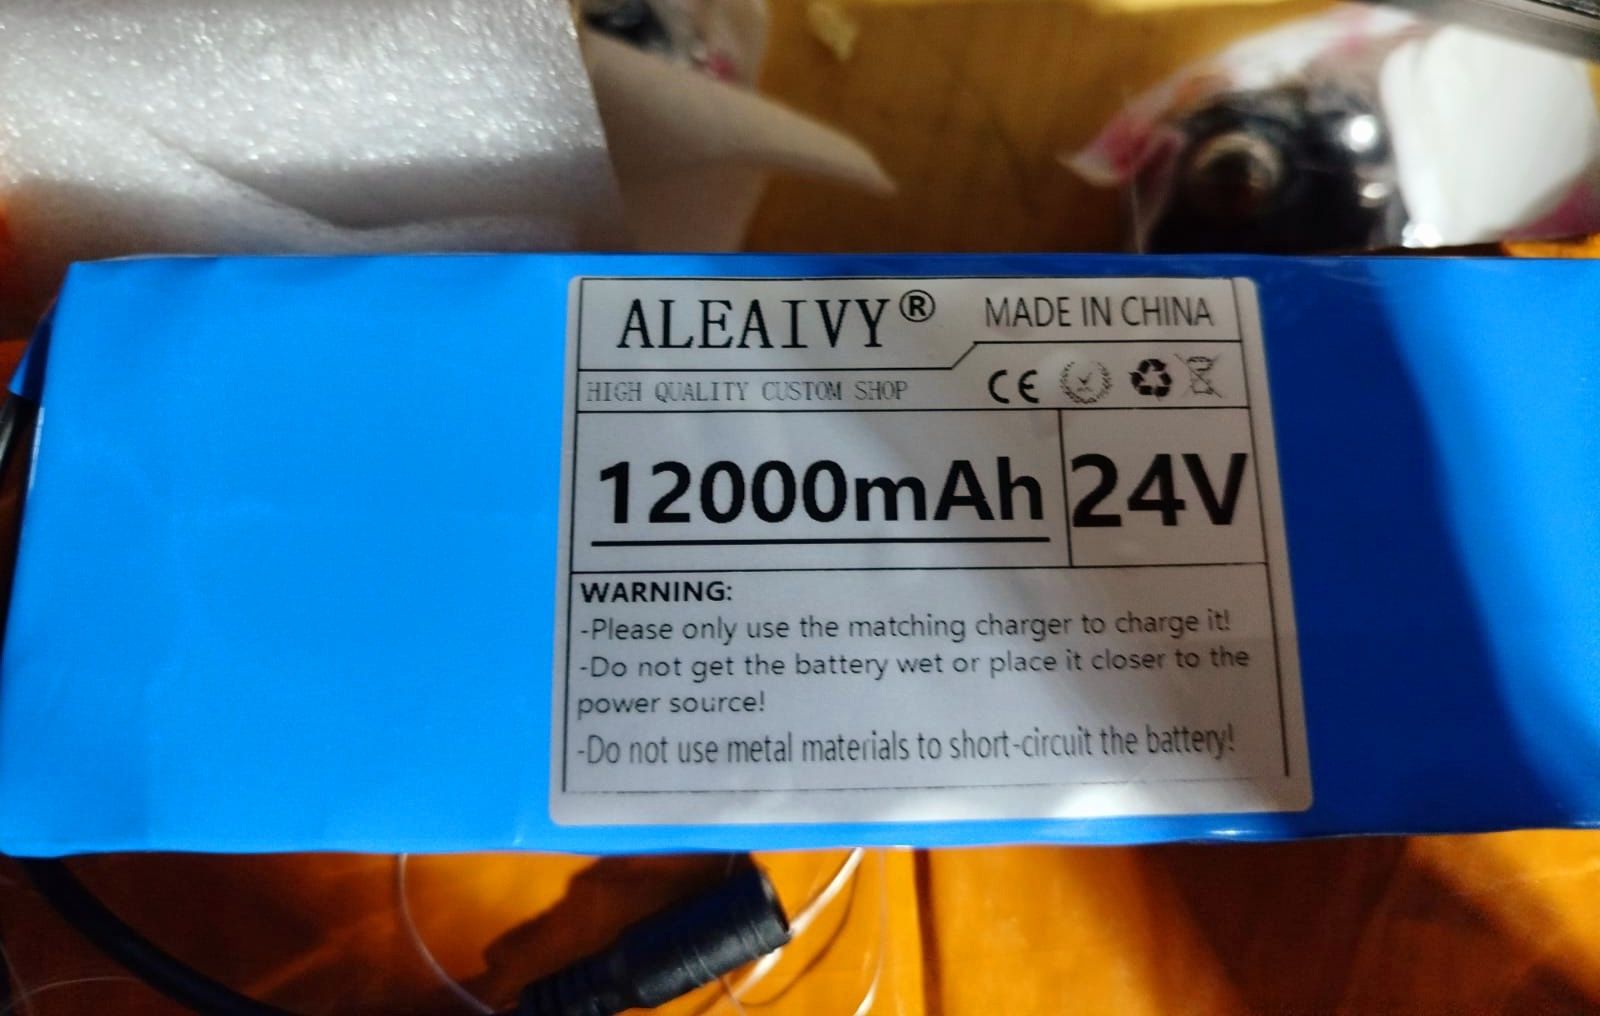 ALEAIVY®
MADE IN CHINA
HIGH QUALITY CUSTOM SHOP
CE
12000mAh
24V
WARNING:
-Please only use the matching charger to charge it!
-Do not get the battery wet or place it closer to the
power source!
-Do not use metal materials to short-circuit the battery!